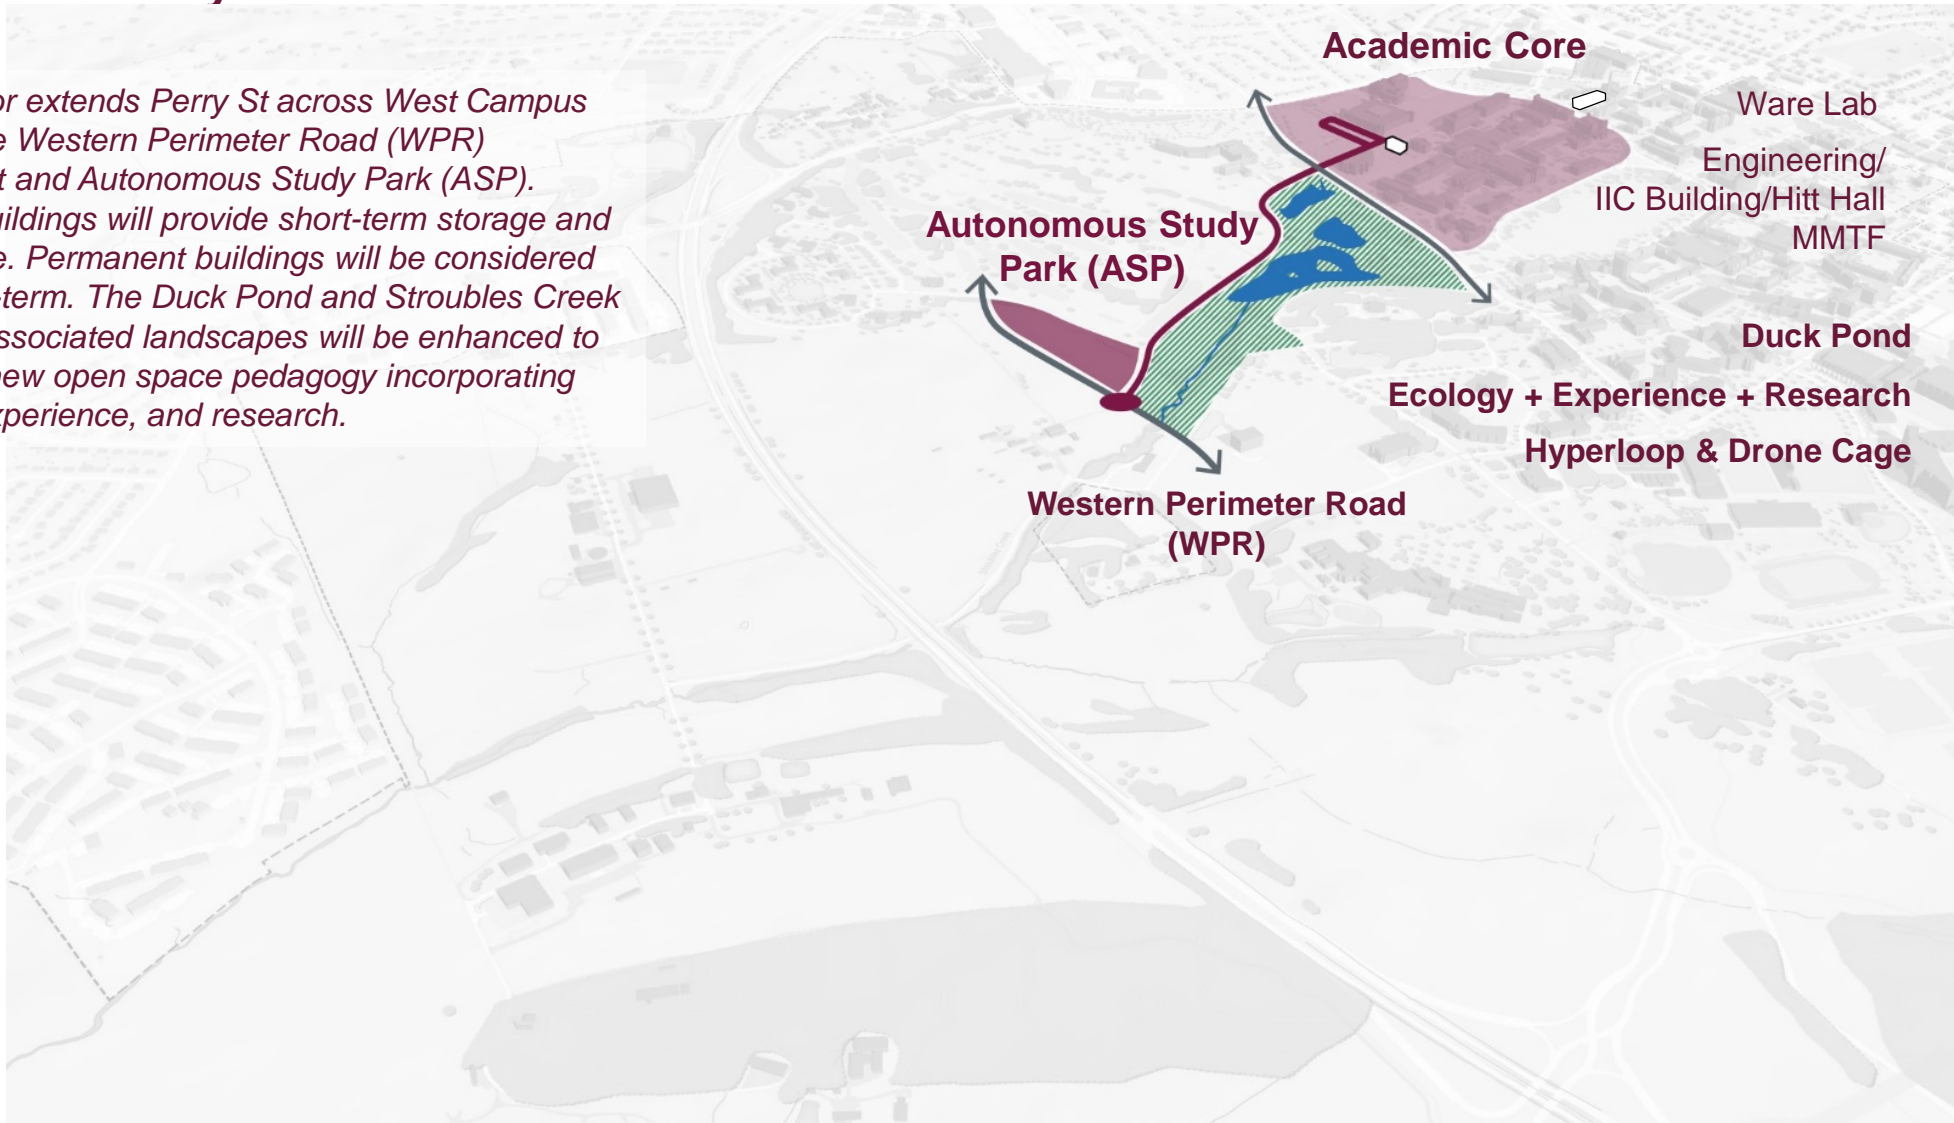 or extends Perry St across West Campus
e Western Perimeter Road (WPR)
t and Autonomous Study Park (ASP).
uildings will provide short-term storage and
e. Permanent buildings will be considered
-term. The Duck Pond and Stroubles Creek
ssociated landscapes will be enhanced to
new open space pedagogy incorporating
xperience, and research.
Academic Core
Ware Lab
Engineering/
IIC Building/Hitt Hall
MMTF
Autonomous Study
Park (ASP)
Duck Pond
Ecology + Experience + Research
Hyperloop & Drone Cage
Western Perimeter Road
(WPR)